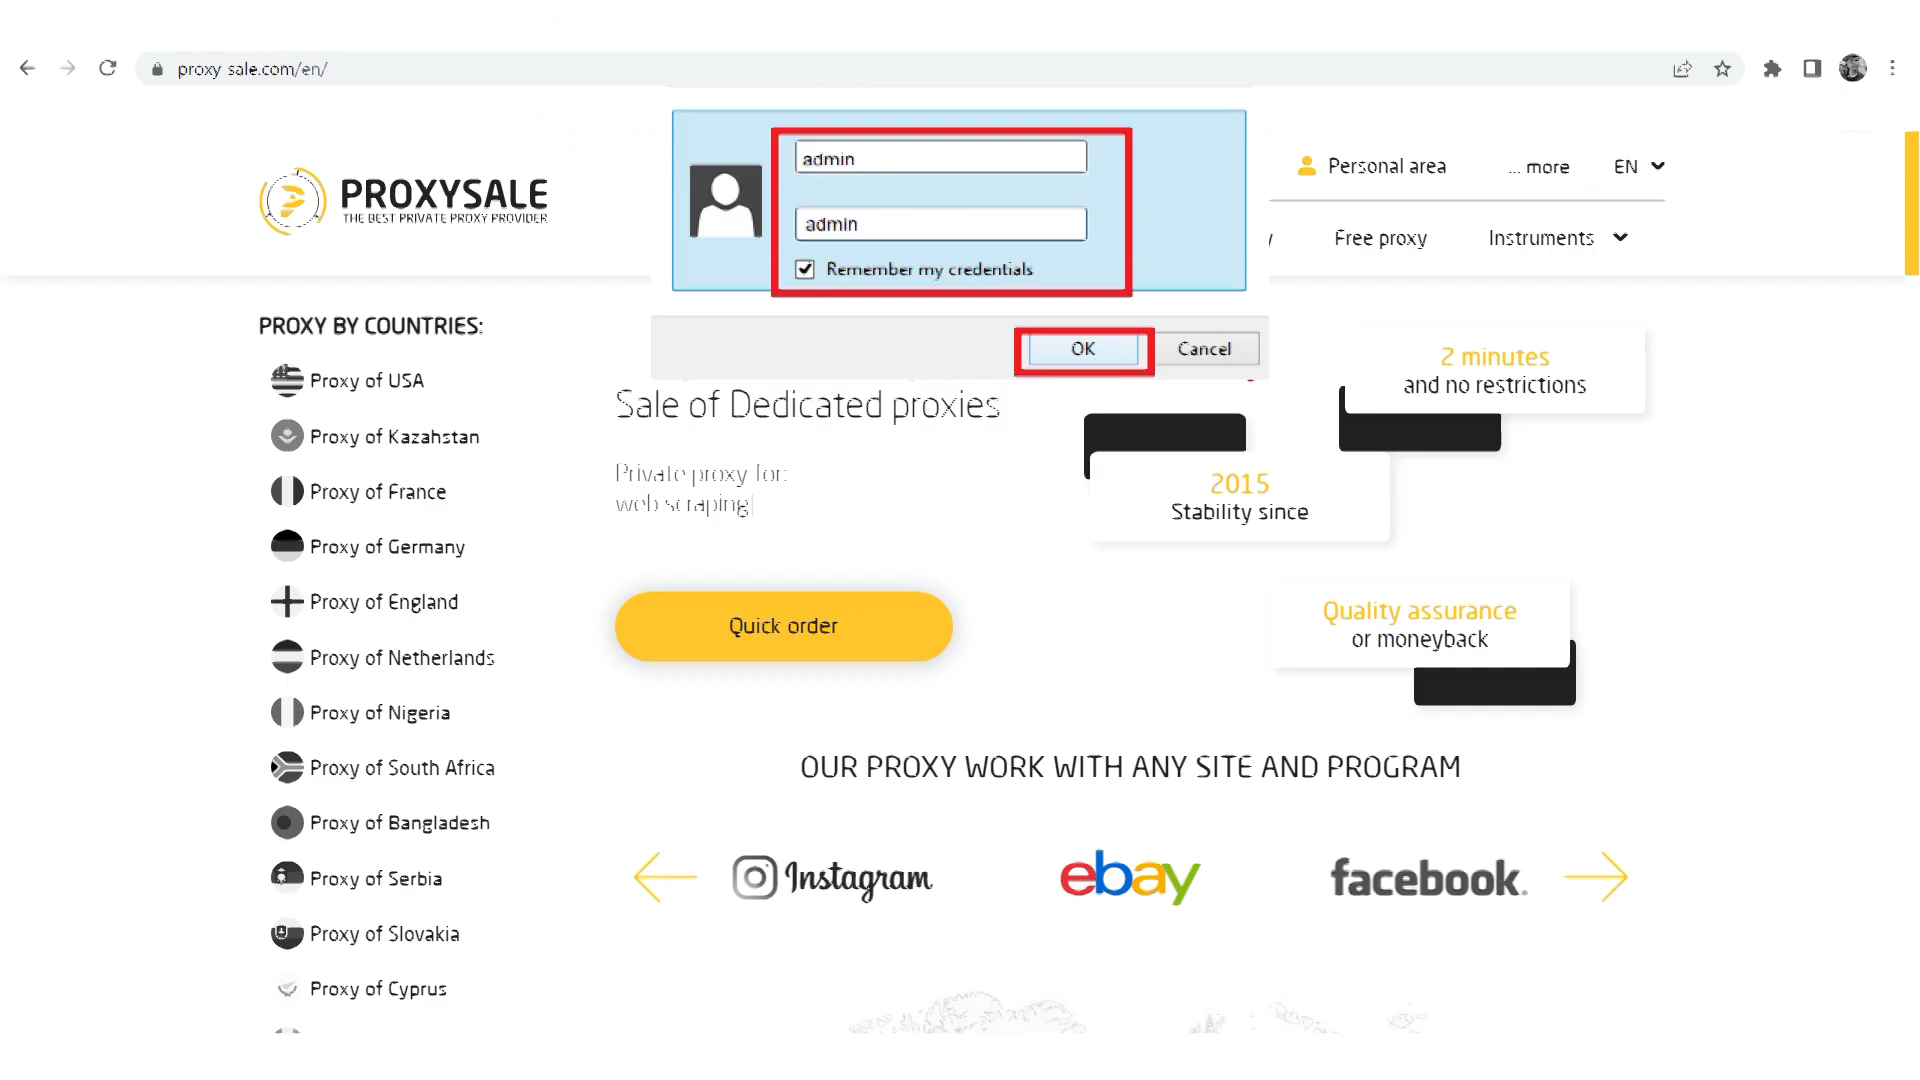 proxy-sale.com/en/
admin
admin
Remember my credentials
OK
Cancel
PROXYSALE
THE BEST PRIVATE PROXY PROVIDER
Personal area
... more
EN
Free proxy
Instruments
PROXY BY COUNTRIES:
Proxy of USA
Proxy of Kazahstan
Proxy of France
Proxy of Germany
Proxy of England
Proxy of Netherlands
Proxy of Nigeria
Proxy of South Africa
Proxy of Bangladesh
Proxy of Serbia
Proxy of Slovakia
Proxy of Cyprus
Sale of Dedicated proxies
Private proxy for:
web scraping|
Quick order
2 minutes
and no restrictions
2015
Stability since
Quality assurance
or moneyback
OUR PROXY WORK WITH ANY SITE AND PROGRAM
Instagram
ebay
facebook.